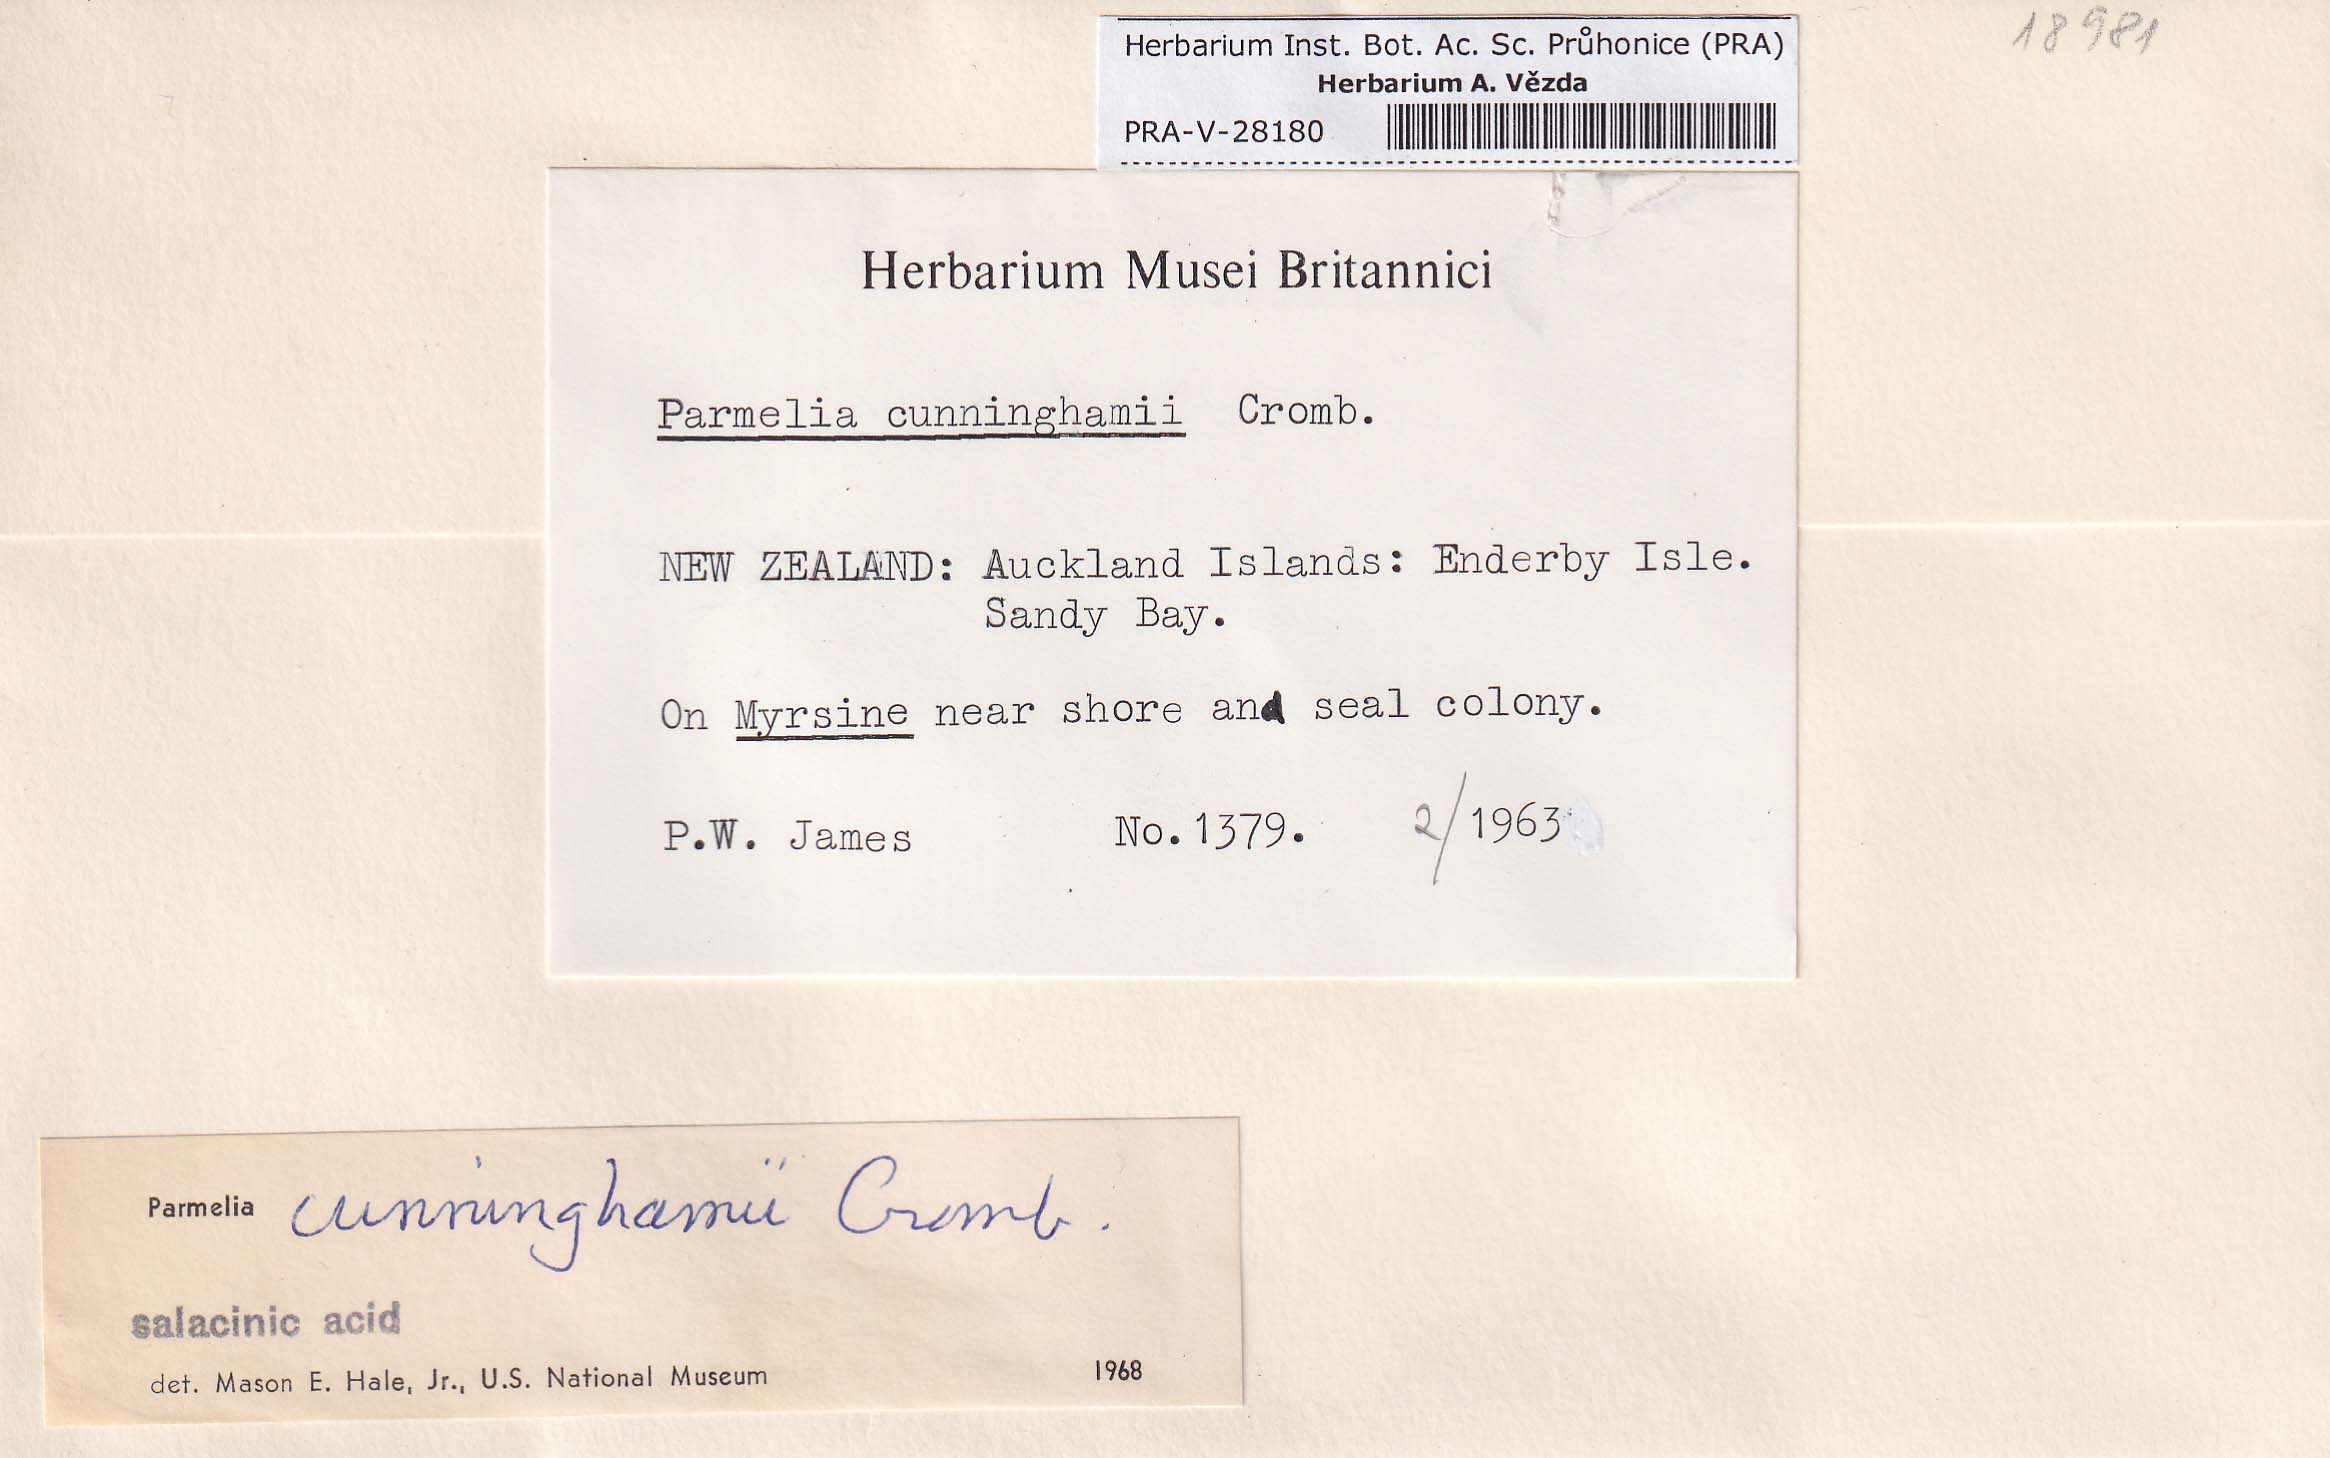 18981
Herbarium Inst. Bot. Ac. Sc. Průhonice (PRA)
Herbarium A. Vězda
PRA-V-28180
Herbarium Musei Britannici
Parmelia cunninghamii Cromb.
NEW ZEALAND: Auckland Islands: Enderby Isle.
Sandy Bay.
On Myrsine near shore and seal colony.
P.W. James No. 1379. 2/1963
Parmelia cunninghamii Cromb.
salacinic acid
det. Mason E. Hale, Jr., U.S. National Museum 1968